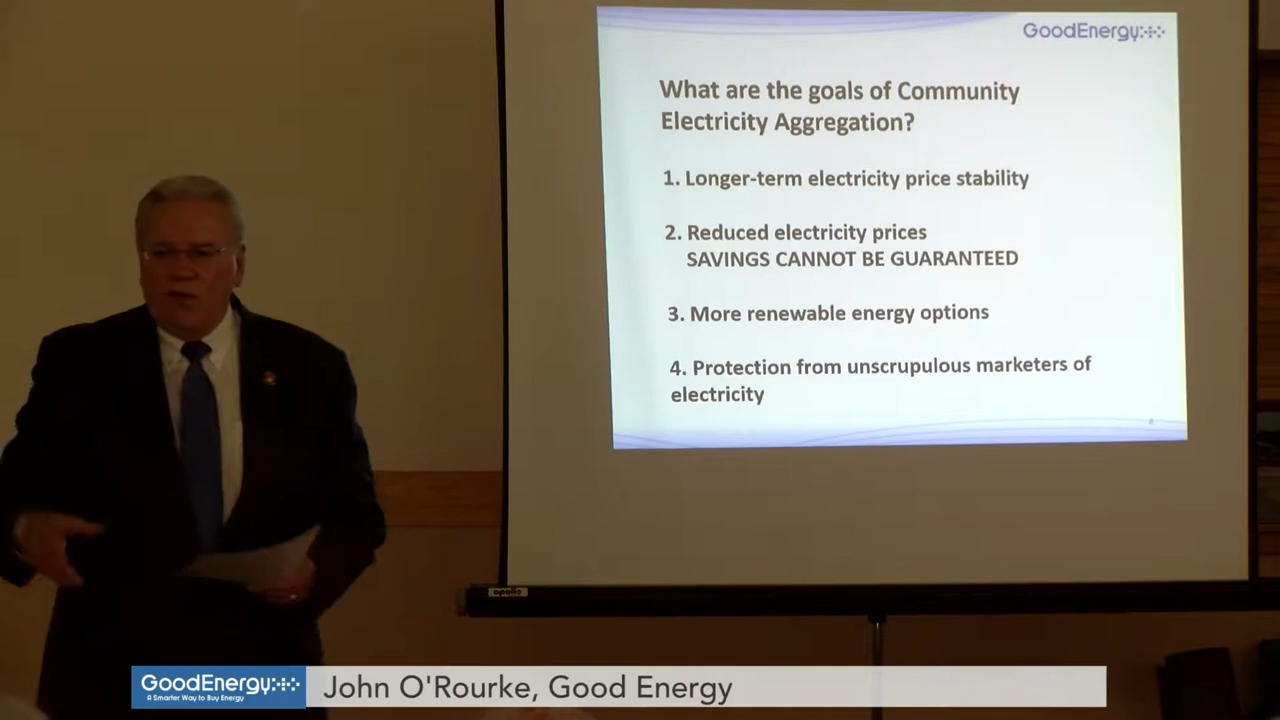 GoodEnergy
What are the goals of Community
Electricity Aggregation?
1. Longer-term electricity price stability
2. Reduced electricity prices
SAVINGS CANNOT BE GUARANTEED
3. More renewable energy options
4. Protection from unscrupulous marketers of
electricity
apollo
GoodEnergy
A Smarter Way to Buy Energy
John O'Rourke, Good Energy